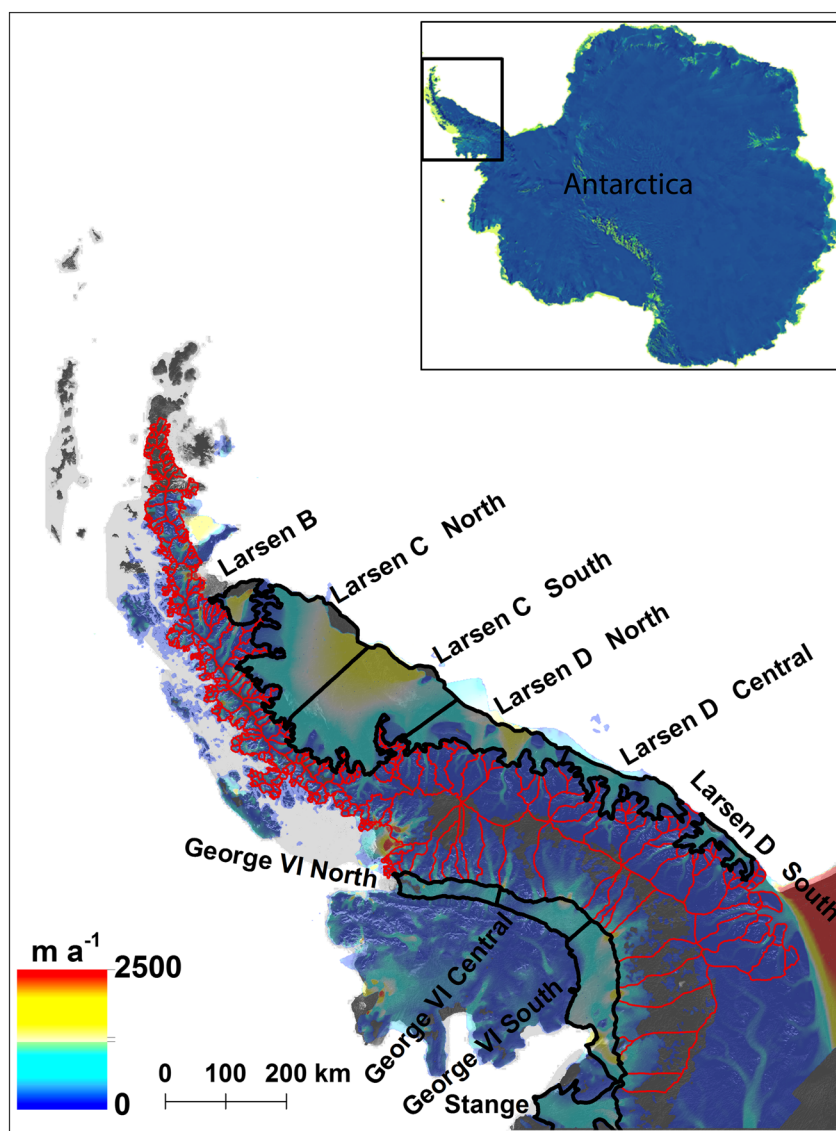 Antarctica
Larsen B
Larsen C North
Larsen C South
Larsen D North
Larsen D Central
Larsen D South
George VI North
George VI Central
George VI South
Stange
m a-1
2500
0
0 100 200 km